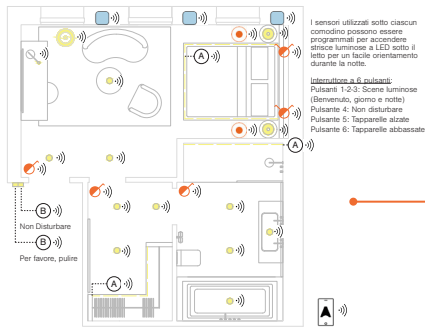 I sensori utilizzati sotto ciascun
comodino possono essere
programmati per accendere
strisce luminose a LED sotto il
letto per un facile orientamento
durante la notte.
Interruttore a 6 pulsanti:
Pulsanti 1-2-3: Scene luminose
(Benvenuto, giorno e notte)
Pulsante 4: Non disturbare
Pulsante 5: Tapparelle alzate
Pulsante 6: Tapparelle abbassate
A
A
B
Non Disturbare
B
Per favore, pulire
A
A